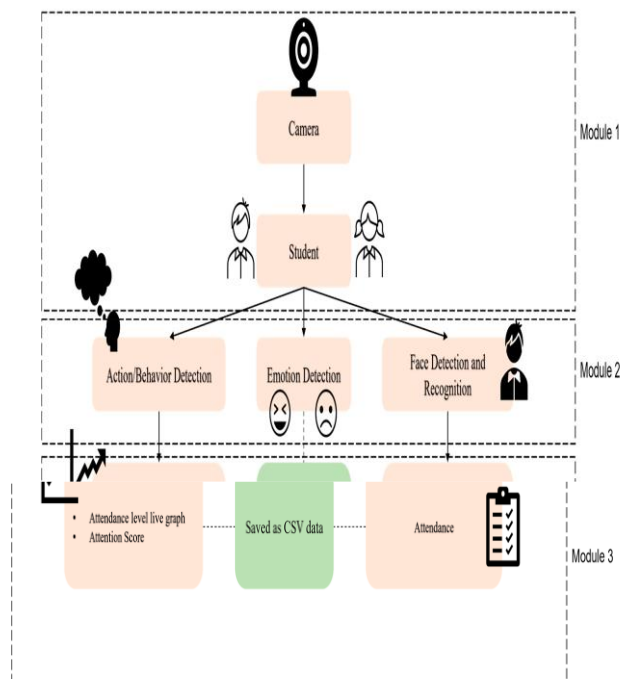 Camera
Module 1
Student
Action/Behavior Detection
Emotion Detection
Face Detection and
Recognition
Module 2
• Attendance level live graph
• Attention Score
Saved as CSV data
Attendance
Module 3